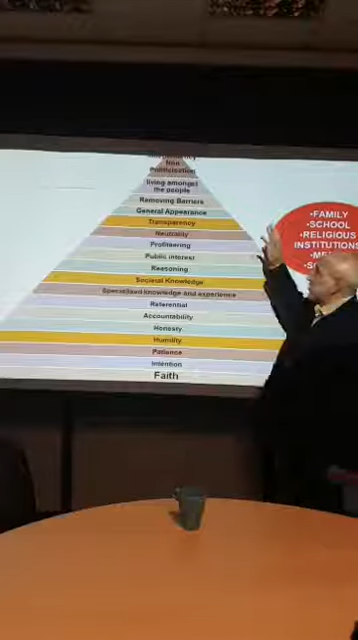 Non
Politicisation
living amongst
the people
Removing Barriers
General Appearance
Transparency
Neutrality
Profiteering
Public interest
Reasoning
Societal Knowledge
Specialised knowledge and experience
Referential
Accountability
Honesty
Humility
Patience
Intention
Faith
•FAMILY
•SCHOOL
•RELIGIOUS
INSTITUTIONS